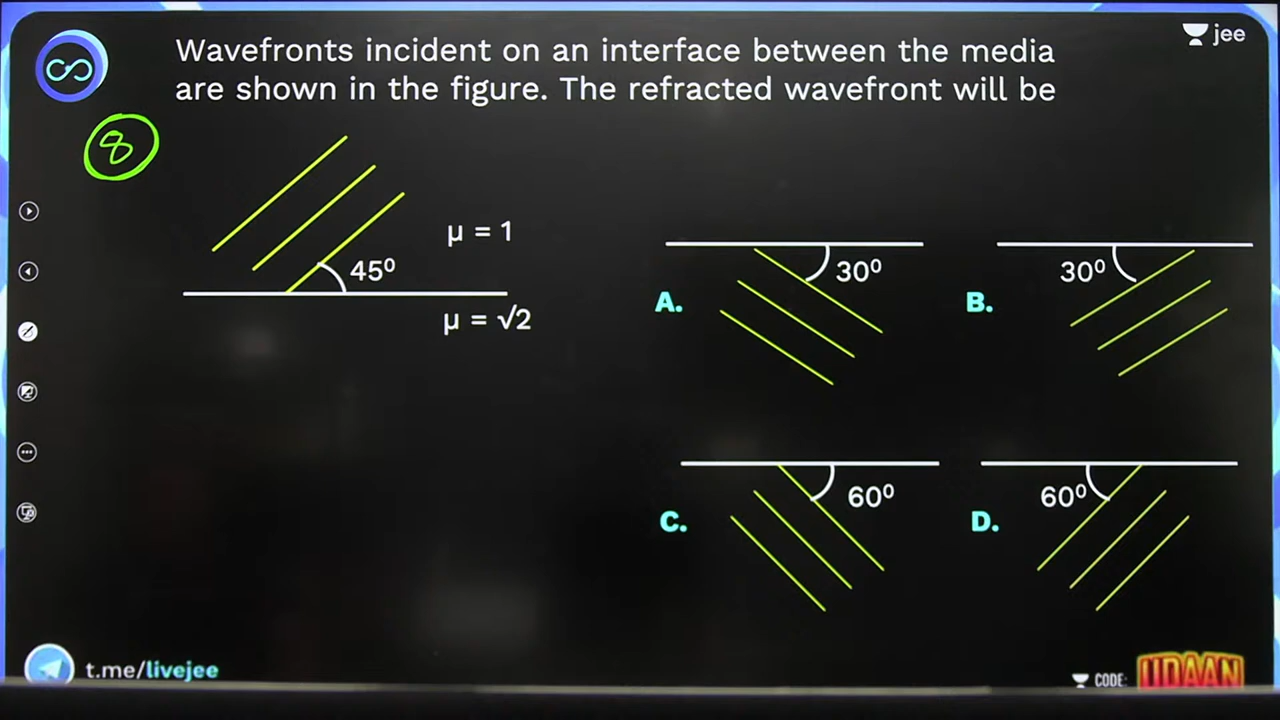 jee
Wavefronts incident on an interface between the media
are shown in the figure. The refracted wavefront will be
8
μ = 1
45⁰
μ = √2
A.
30⁰
B.
30⁰
C.
60⁰
D.
60⁰
t.me/livejee
CODE: UDAAN